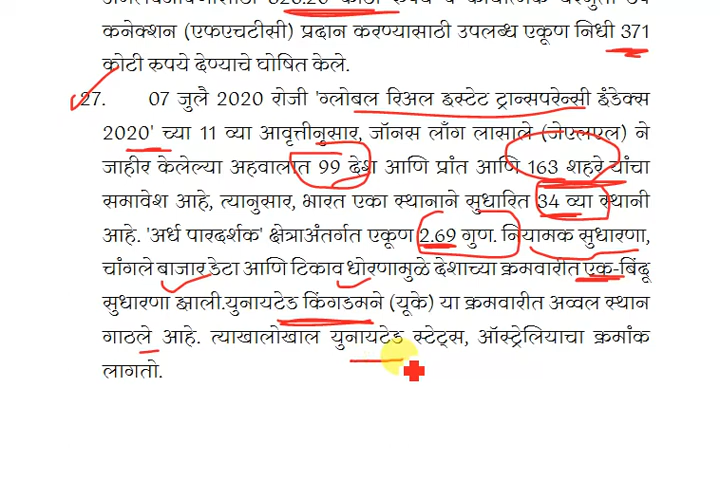 कनेक्शन (एफएचटीसी) प्रदान करण्यासाठी उपलब्ध एकूण निधी 371
कोटी रुपये देण्याचे घोषित केले.
27. 07 जुलै 2020 रोजी 'ग्लोबल रिअल इस्टेट ट्रान्सपरेन्सी इंडेक्स
2020' च्या 11 व्या आवृत्तीनुसार, जॉनस लाँग लासाले (जेएलएल) ने
जाहीर केलेल्या अहवालात 99 देश आणि प्रांत आणि 163 शहरे यांचा
समावेश आहे, त्यानुसार, भारत एका स्थानाने सुधारित 34 व्या स्थानी
आहे. 'अर्ध पारदर्शक' क्षेत्राअंतर्गत एकूण 2.69 गुण. नियामक सुधारणा,
चांगले बाजार डेटा आणि टिकाव धोरणामुळे देशाच्या क्रमवारीत एक-बिंदू
सुधारणा झाली.युनायटेड किंगडमने (यूके) या क्रमवारीत अव्वल स्थान
गाठले आहे. त्याखालोखाल युनायटेड स्टेट्स, ऑस्ट्रेलियाचा क्रमांक
लागतो.